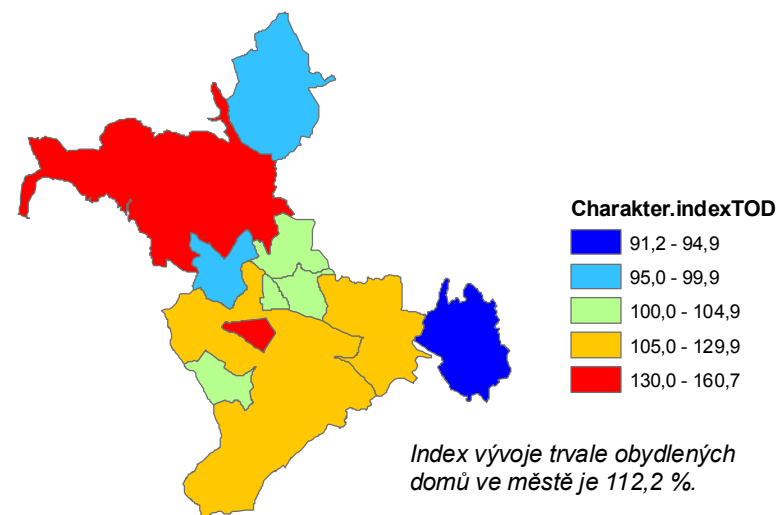 Charakter.indexTOD
91,2 - 94,9
95,0 - 99,9
100,0 - 104,9
105,0 - 129,9
130,0 - 160,7
Index vývoje trvale obydlených
domů ve městě je 112,2 %.